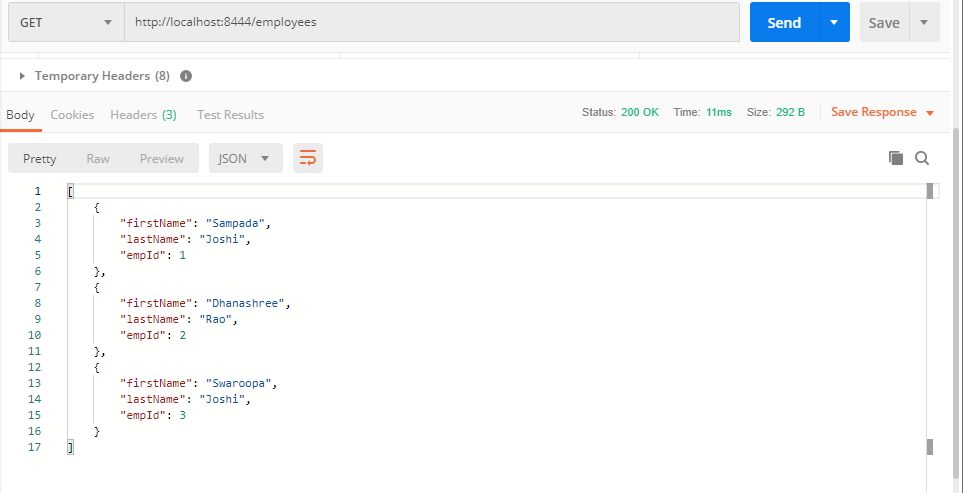 GET http://localhost:8444/employees Send Save
Temporary Headers (8)
Body Cookies Headers (3) Test Results Status: 200 OK Time: 11ms Size: 292 B Save Response
Pretty Raw Preview JSON
1 [
2 {
3 "firstName": "Sampada",
4 "lastName": "Joshi",
5 "empId": 1
6 },
7 {
8 "firstName": "Dhanashree",
9 "lastName": "Rao",
10 "empId": 2
11 },
12 {
13 "firstName": "Swaroopa",
14 "lastName": "Joshi",
15 "empId": 3
16 }
17 ]